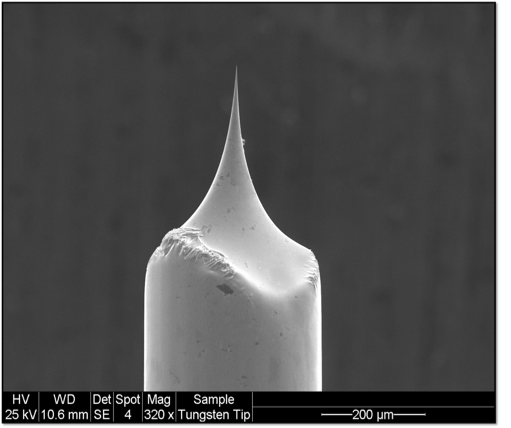 HV WD Det Spot Mag Sample
25 kV 10.6 mm SE 4 320 x Tungsten Tip 200 µm